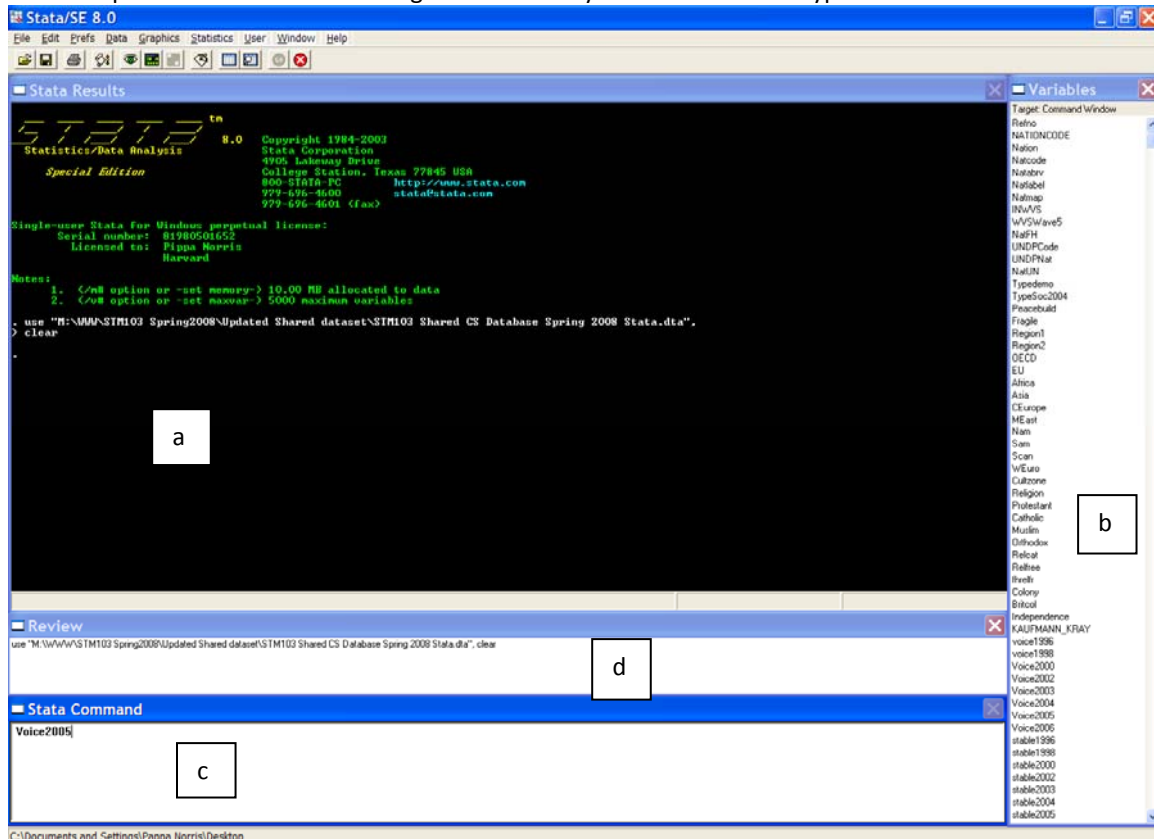 Stata/SE 8.0
File Edit Prefs Data Graphics Statistics User Window Help
Stata Results
tm
8.0 Copyright 1984-2003
Statistics/Data Analysis Stata Corporation
4905 Lakeway Drive
Special Edition College Station, Texas 77845 USA
800-STATA-PC http://www.stata.com
979-696-4600 stata@stata.com
979-696-4601 (fax)
Single-user Stata for Windows perpetual license:
Serial number: 81980501652
Licensed to: Pippa Norris
Harvard
Notes:
1. (/m# option or -set memory-) 10.00 MB allocated to data
2. (/v# option or -set maxvar-) 5000 maximum variables
. use "M:\WWW\STM103 Spring2008\Updated Shared dataset\STM103 Shared CS Database Spring 2008 Stata.dta",
> clear
.
a
Review
use "M:\WWW\STM103 Spring2008\Updated Shared dataset\STM103 Shared CS Database Spring 2008 Stata.dta", clear
d
Stata Command
Voice2005
c
Variables
Target: Command Window
Refno
NATIONCODE
Nation
Natcode
Natabrv
Natlabel
Natmap
INWVS
WVSWave5
NatFH
UNDPCode
UNDPNat
NatUN
Typedemo
TypeSoc2004
Peacebuild
Fragile
Region1
Region2
OECD
EU
Africa
Asia
CEurope
MEast
Nam
Sam
Scan
WEuro
Cultzone
Religion
Protestant
Catholic
Muslim
Orthodox
Relcat
Relfree
Colony
Britcol
Independence
KAUFMANN_KRAY
voice1996
voice1998
Voice2000
Voice2002
Voice2003
Voice2004
Voice2005
Voice2006
stable1996
stable1998
stable2000
stable2002
stable2003
stable2004
stable2005
b
C:\Documents and Settings\Pappa Norris\Desktop